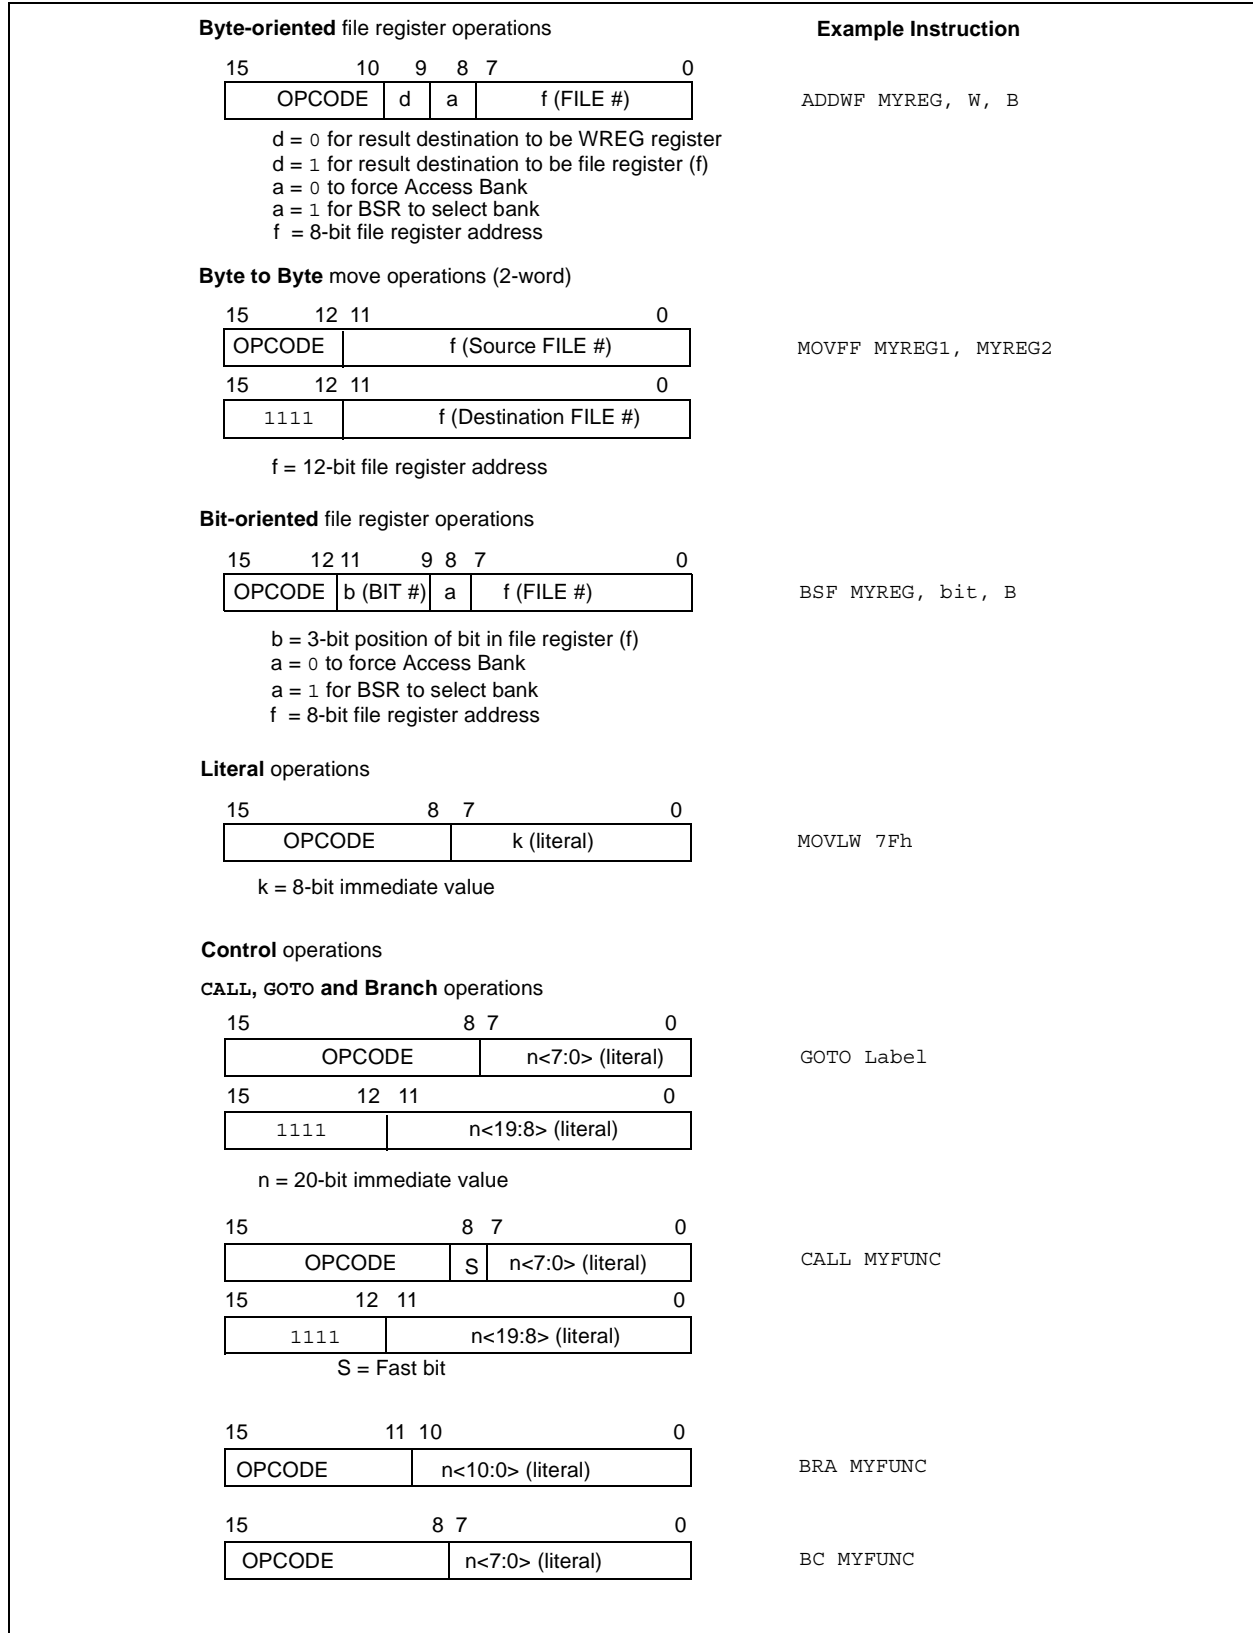 Byte-oriented file register operations Example Instruction
15 10 9 8 7 0
OPCODE d a f (FILE #) ADDWF MYREG, W, B
d = 0 for result destination to be WREG register
d = 1 for result destination to be file register (f)
a = 0 to force Access Bank
a = 1 for BSR to select bank
f = 8-bit file register address
Byte to Byte move operations (2-word)
15 12 11 0
OPCODE f (Source FILE #) MOVFF MYREG1, MYREG2
15 12 11 0
1111 f (Destination FILE #)
f = 12-bit file register address
Bit-oriented file register operations
15 12 11 9 8 7 0
OPCODE b (BIT #) a f (FILE #) BSF MYREG, bit, B
b = 3-bit position of bit in file register (f)
a = 0 to force Access Bank
a = 1 for BSR to select bank
f = 8-bit file register address
Literal operations
15 8 7 0
OPCODE k (literal) MOVLW 7Fh
k = 8-bit immediate value
Control operations
CALL, GOTO and Branch operations
15 8 7 0
OPCODE n<7:0> (literal) GOTO Label
15 12 11 0
1111 n<19:8> (literal)
n = 20-bit immediate value
15 8 7 0
OPCODE S n<7:0> (literal) CALL MYFUNC
15 12 11 0
1111 n<19:8> (literal)
S = Fast bit
15 11 10 0
OPCODE n<10:0> (literal) BRA MYFUNC
15 8 7 0
OPCODE n<7:0> (literal) BC MYFUNC